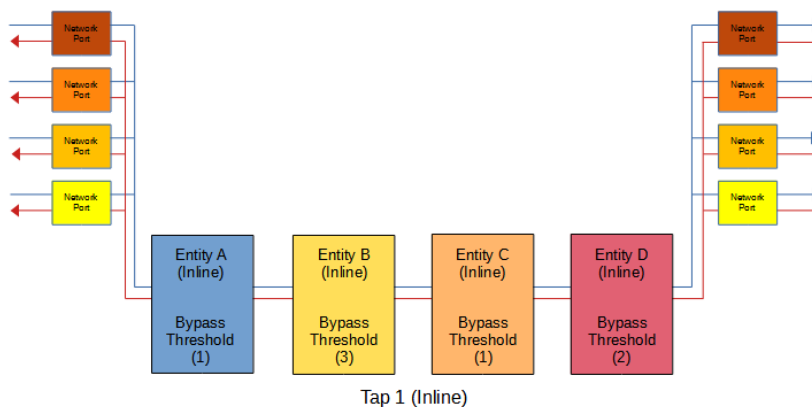 Network
Port
Network
Port
Network
Port
Network
Port
Network
Port
Network
Port
Network
Port
Network
Port
Entity A
(Inline)
Bypass
Threshold
(1)
Entity B
(Inline)
Bypass
Threshold
(3)
Entity C
(Inline)
Bypass
Threshold
(1)
Entity D
(Inline)
Bypass
Threshold
(2)
Tap 1 (Inline)